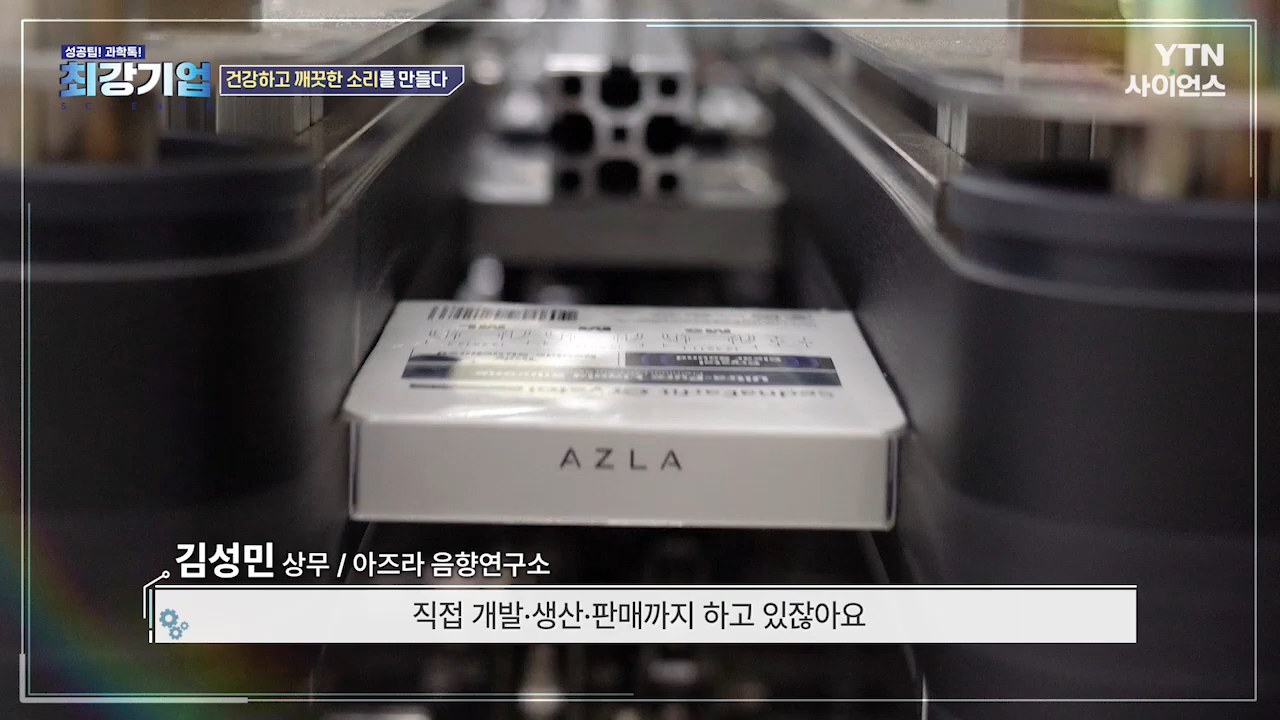 성공팁! 과학톡!
최강기업
건강하고 깨끗한 소리를 만들다
YTN
사이언스
AZLA
김성민 상무 / 아즈라 음향연구소
직접 개발·생산·판매까지 하고 있잖아요